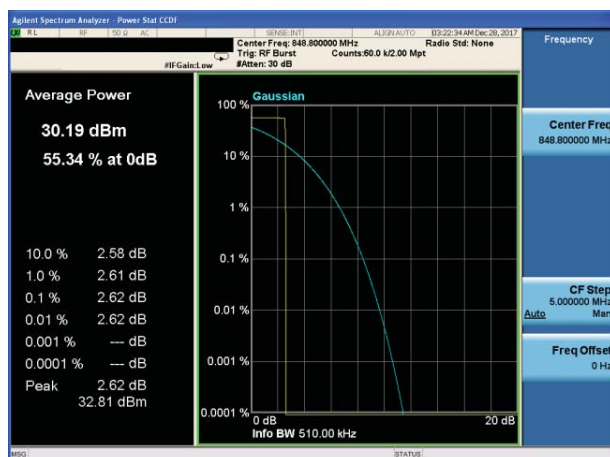 Agilent Spectrum Analyzer - Power Stat CCDF
RL RF 50 Ω AC SENSE:INT ALIGN AUTO 03:22:34 AM Dec 28, 2017
Center Freq: 848.800000 MHz Radio Std: None
Trig: RF Burst Counts:60.0 k/2.00 Mpt
#IFGain:Low #Atten: 30 dB
Frequency
Average Power
30.19 dBm
55.34 % at 0dB
10.0 % 2.58 dB
1.0 % 2.61 dB
0.1 % 2.62 dB
0.01 % 2.62 dB
0.001 % --- dB
0.0001 % --- dB
Peak 2.62 dB
32.81 dBm
Gaussian
100 %
10 %
1 %
0.1 %
0.01 %
0.001 %
0.0001 %
0 dB 20 dB
Info BW 510.00 kHz
Center Freq
848.800000 MHz
CF Step
5.000000 MHz
Auto Man
Freq Offset
0 Hz
MSG STATUS